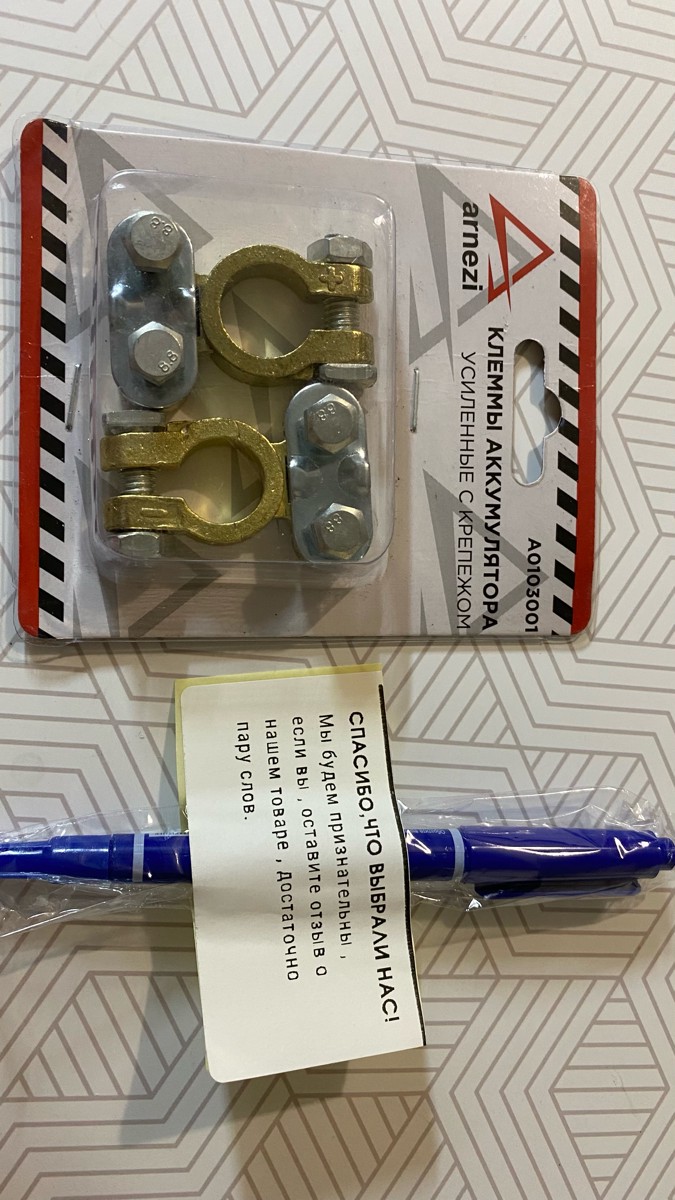 arnezi
КЛЕММЫ АККУМУЛЯТОРА
УСИЛЕННЫЕ С КРЕПЕЖОМ
A0103001
8.8
8.8
8.8
8.8
+
−
СПАСИБО,ЧТО ВЫБРАЛИ НАС!
Мы будем признательны ,
если вы , оставите отзыв о
нашем товаре , достаточно
пару слов.